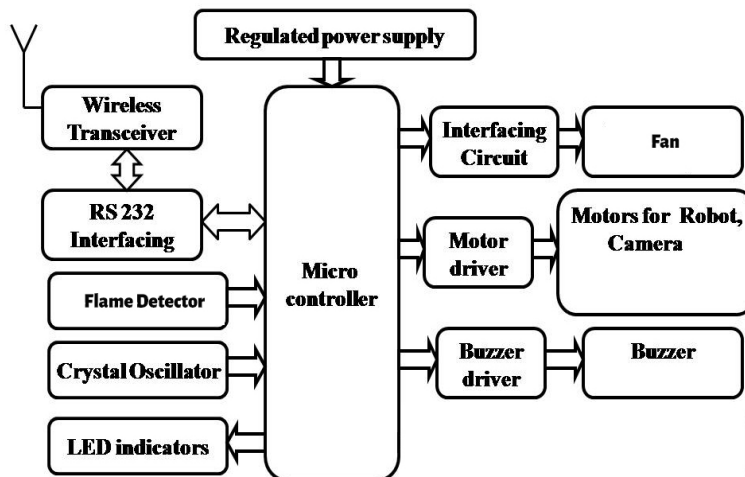 Regulated power supply
Wireless
Transceiver
RS 232
Interfacing
Flame Detector
Crystal Oscillator
LED indicators
Micro
controller
Interfacing
Circuit
Fan
Motor
driver
Motors for Robot,
Camera
Buzzer
driver
Buzzer